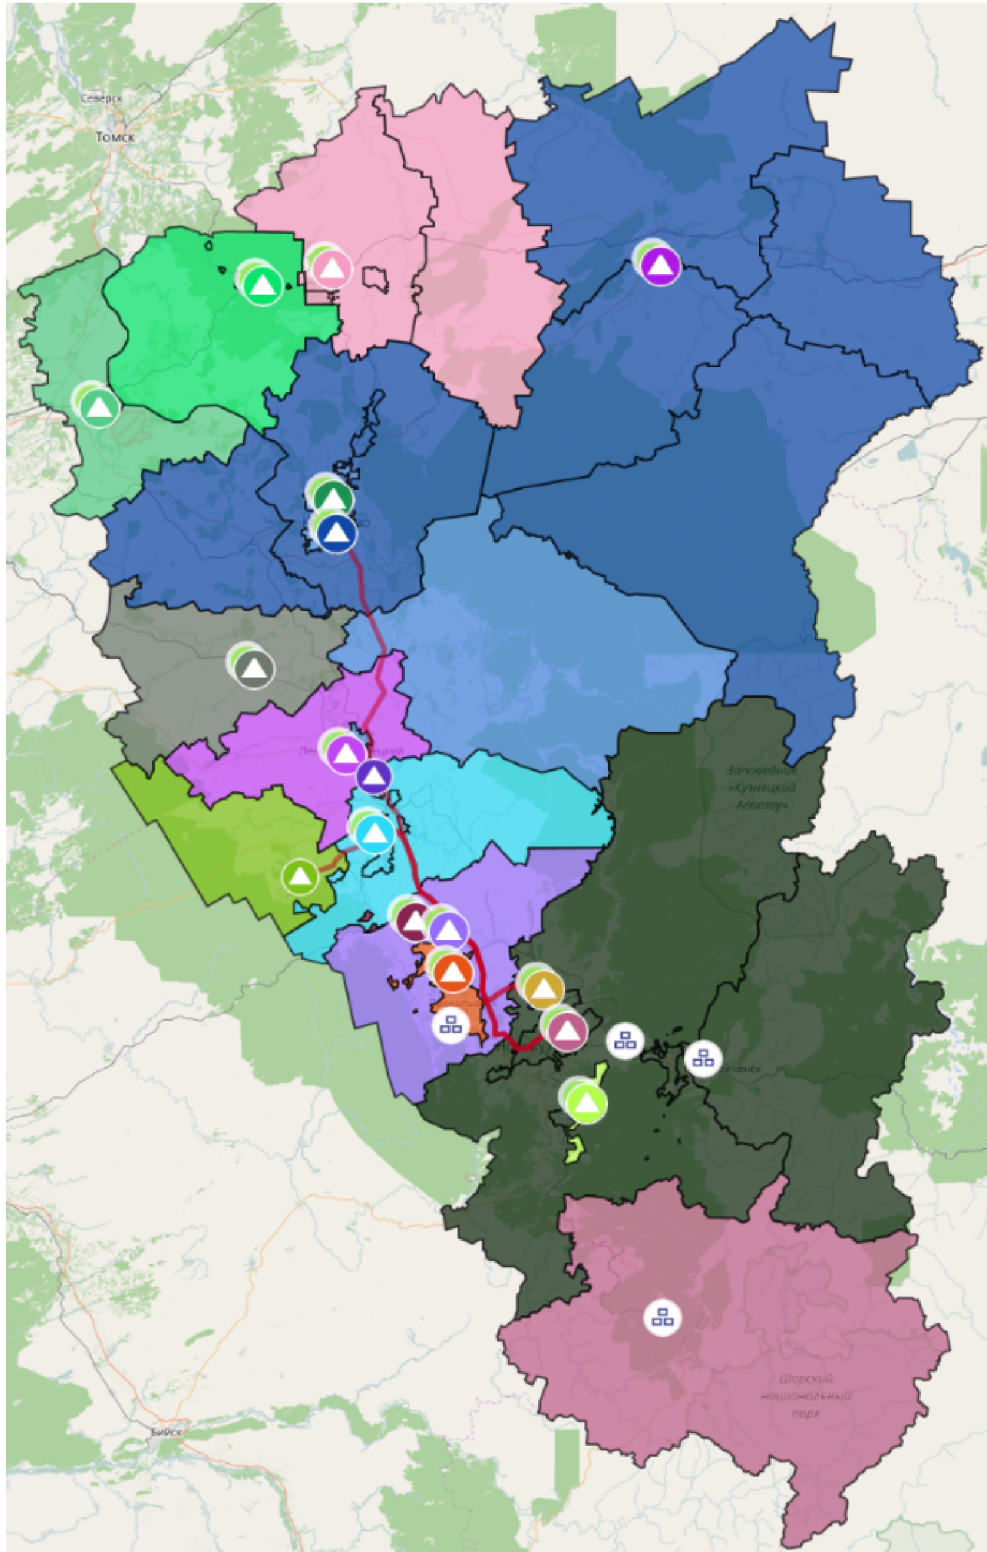 Северск
Томск
Заповедник
«Кузнецкий
Алатау»
Шорский
национальный
парк
Бийск